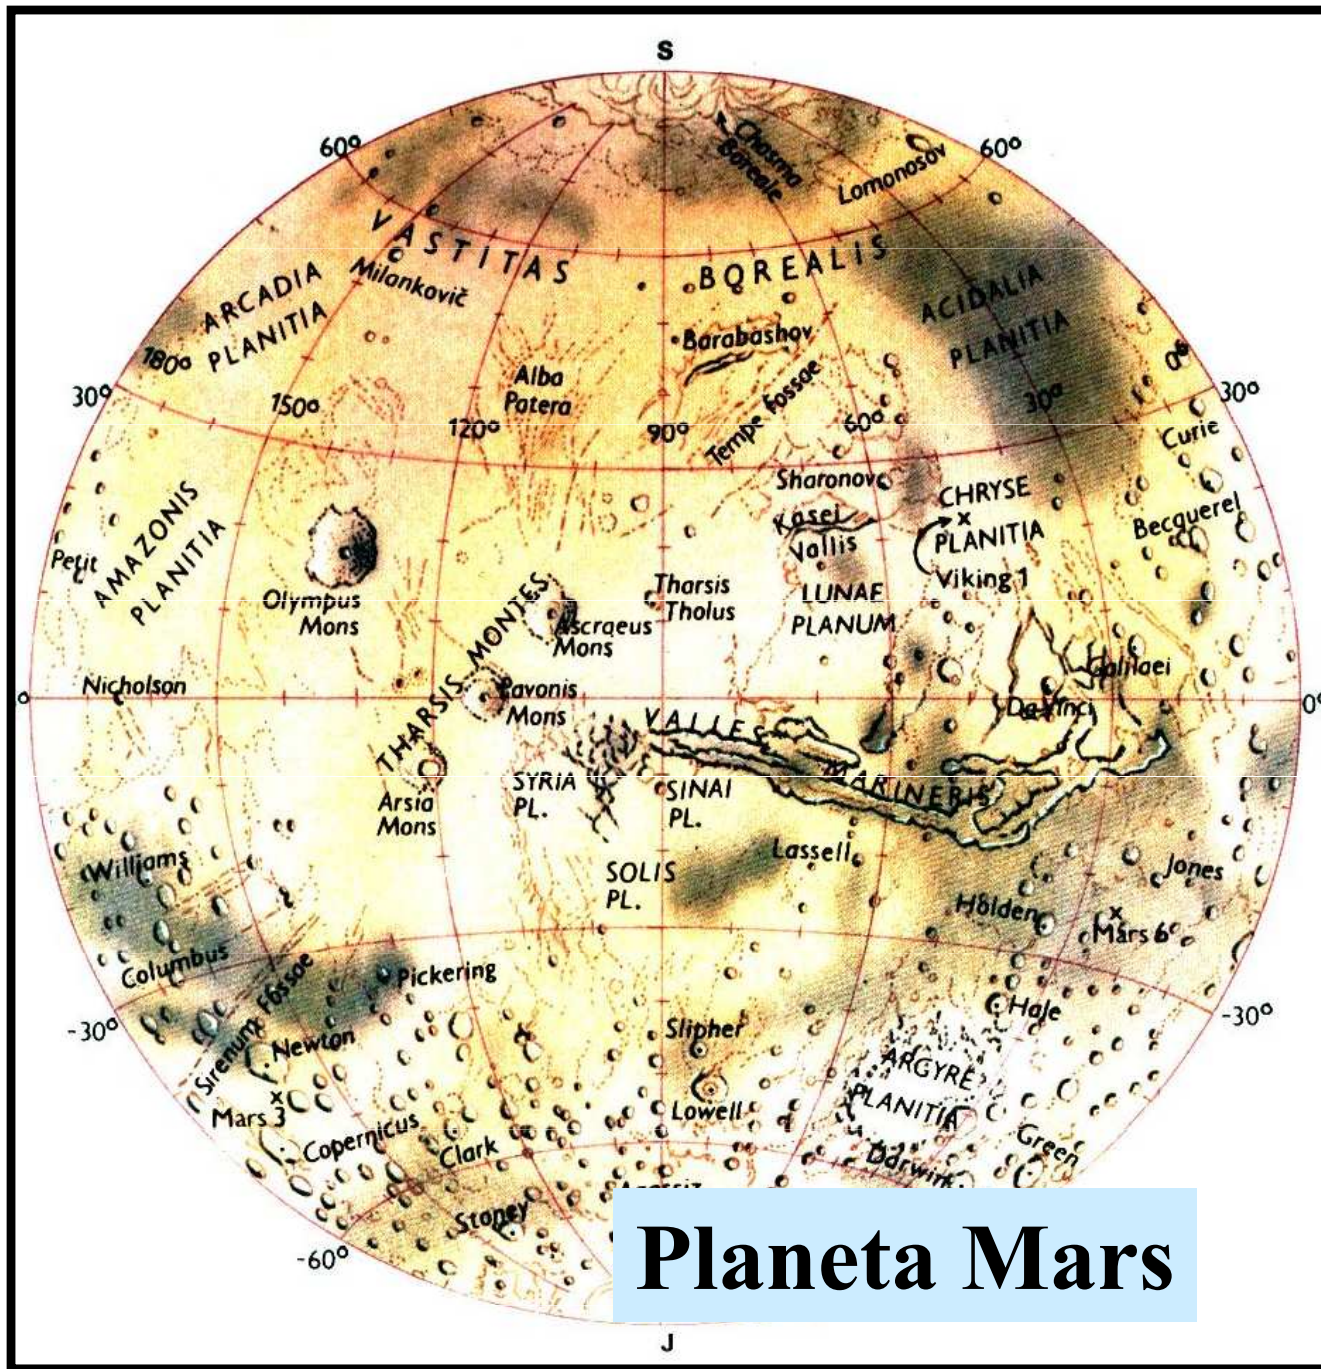 S
60°
60°
Chasma
Boreale
Lomonosov
VASTITAS
BOREALIS
Milankovič
ARCADIA
PLANITIA
ACIDALIA
PLANITIA
Barabashov
180°
0°
30°
30°
Alba
Patera
Tempe Fossae
150°
120°
90°
60°
30°
Curie
Sharonov
CHRYSE
PLANITIA
Kasei
Vallis
Becquerel
AMAZONIS
PLANITIA
Petit
Viking 1
Olympus
Mons
Tharsis
Tholus
LUNAE
PLANUM
THARSIS MONTES
Ascraeus
Mons
Galilaei
Nicholson
Pavonis
Mons
Da Vinci
0°
VALLES
MARINERIS
SYRIA
PL.
SINAI
PL.
Arsia
Mons
Williams
Lassell
Jones
SOLIS
PL.
Holden
Mars 6
Columbus
Pickering
-30°
-30°
Sirenum Fossae
Newton
Hale
Slipher
ARGYRE
PLANITIA
Mars 3
Lowell
Copernicus
Clark
Green
Darwin
Stoney
-60°
Planeta Mars
J